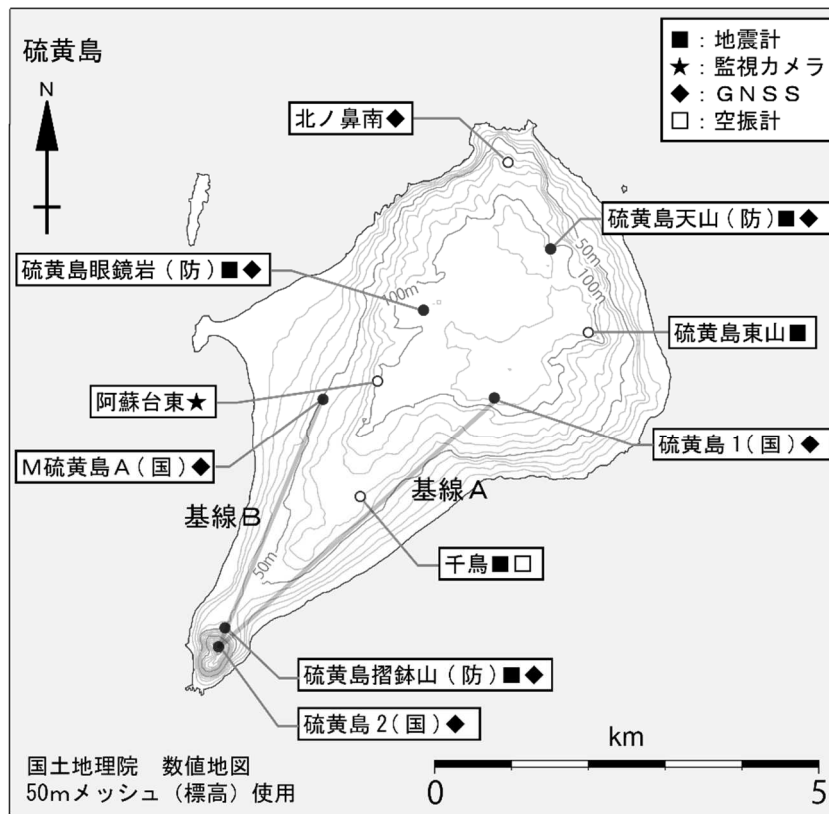 硫黄島
N
■：地震計
★：監視カメラ
◆：ＧＮＳＳ
□：空振計
北ノ鼻南◆
硫黄島天山（防）■◆
硫黄島眼鏡岩（防）■◆
50m
100m
100m
硫黄島東山■
阿蘇台東★
硫黄島１（国）◆
Ｍ硫黄島Ａ（国）◆
基線Ａ
基線Ｂ
千鳥■□
50m
硫黄島摺鉢山（防）■◆
硫黄島２（国）◆
km
0 5
国土地理院　数値地図
50mメッシュ（標高）使用